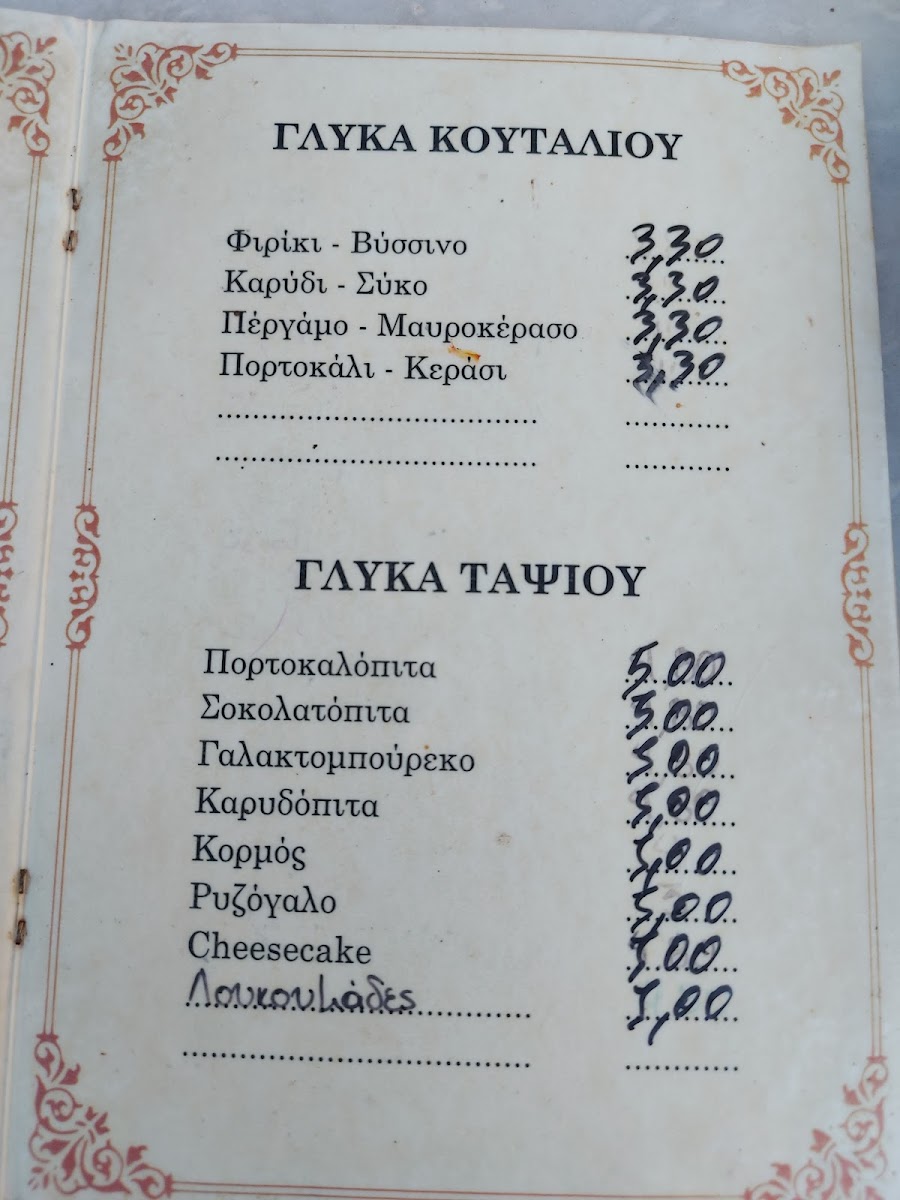 ΓΛΥΚΑ ΚΟΥΤΑΛΙΟΥ
Φιρίκι - Βύσσινο 3,30
Καρύδι - Σύκο 3,30
Πέργάμο - Μαυροκέρασο 3,30
Πορτοκάλι - Κεράσι 3,30
ΓΛΥΚΑ ΤΑΨΙΟΥ
Πορτοκαλόπιτα 5,00
Σοκολατόπιτα 5,00
Γαλακτομπούρεκο 5,00
Καρυδόπιτα 5,00
Κορμός 5,00
Ρυζόγαλο 5,00
Cheesecake 5,00
Λουκουμάδες 5,00